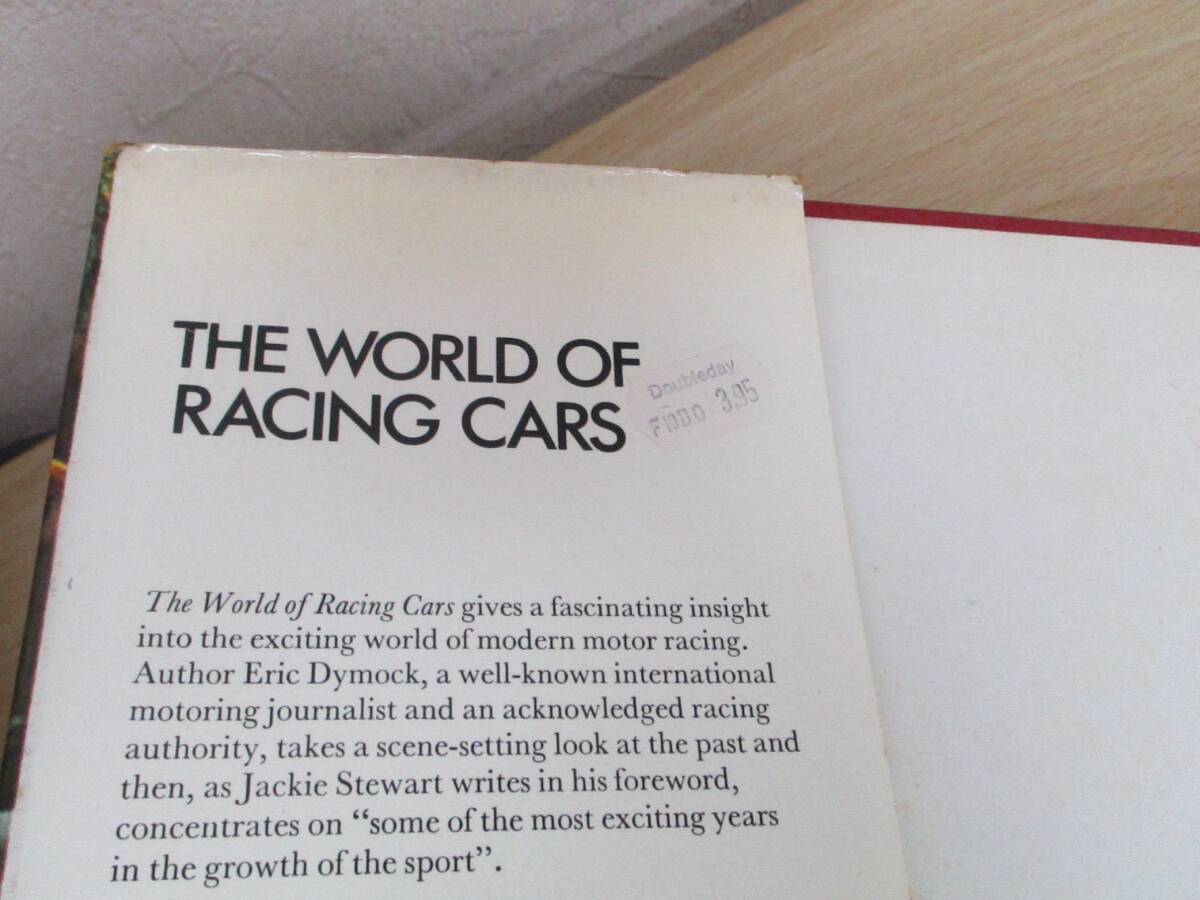 THE WORLD OF
RACING CARS
Doubleday
3.95
The World of Racing Cars gives a fascinating insight
into the exciting world of modern motor racing.
Author Eric Dymock, a well-known international
motoring journalist and an acknowledged racing
authority, takes a scene-setting look at the past and
then, as Jackie Stewart writes in his foreword,
concentrates on “some of the most exciting years
in the growth of the sport”.